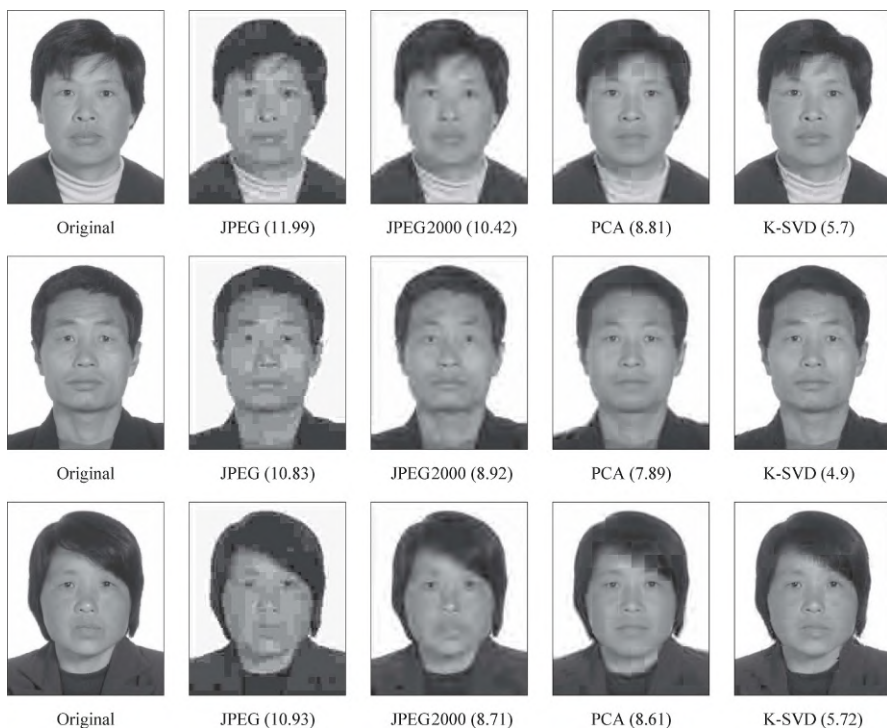 Original JPEG (11.99) JPEG2000 (10.42) PCA (8.81) K-SVD (5.7)
Original JPEG (10.83) JPEG2000 (8.92) PCA (7.89) K-SVD (4.9)
Original JPEG (10.93) JPEG2000 (8.71) PCA (8.61) K-SVD (5.72)